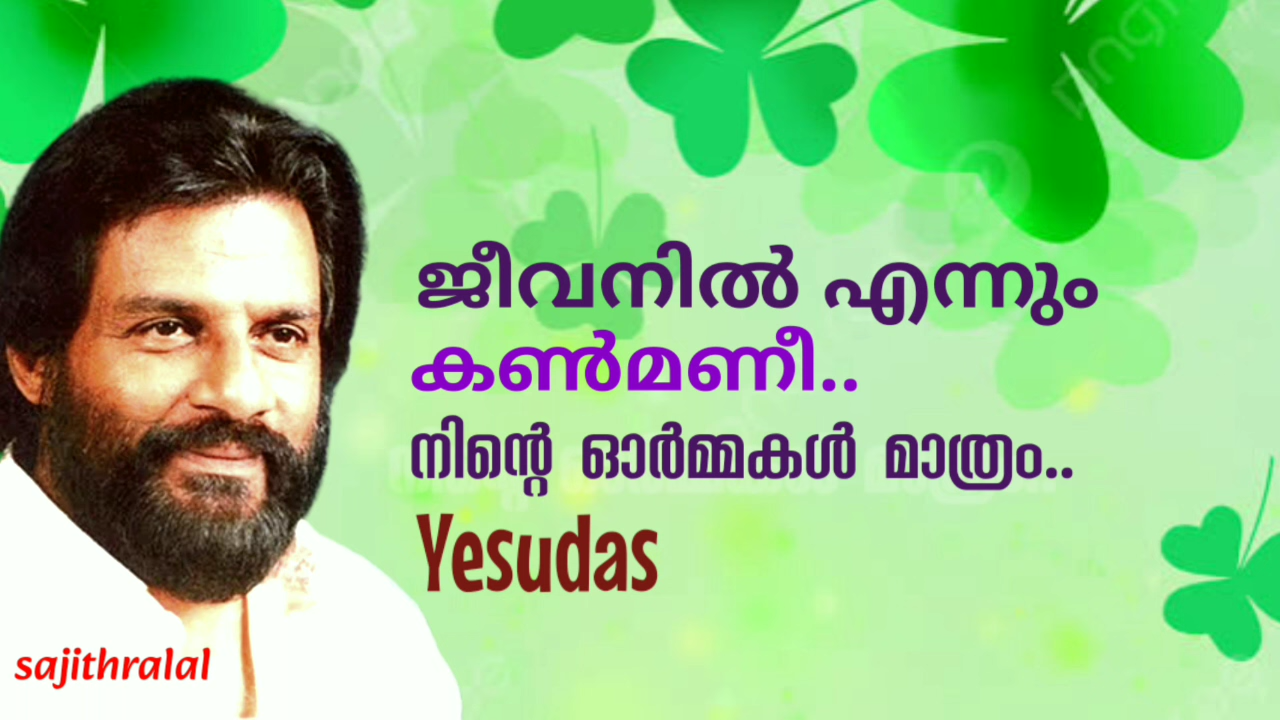 ജീവനിൽ എന്നും
കൺമണീ..
നിന്റെ ഓർമ്മകൾ മാത്രം..
Yesudas
sajithralal